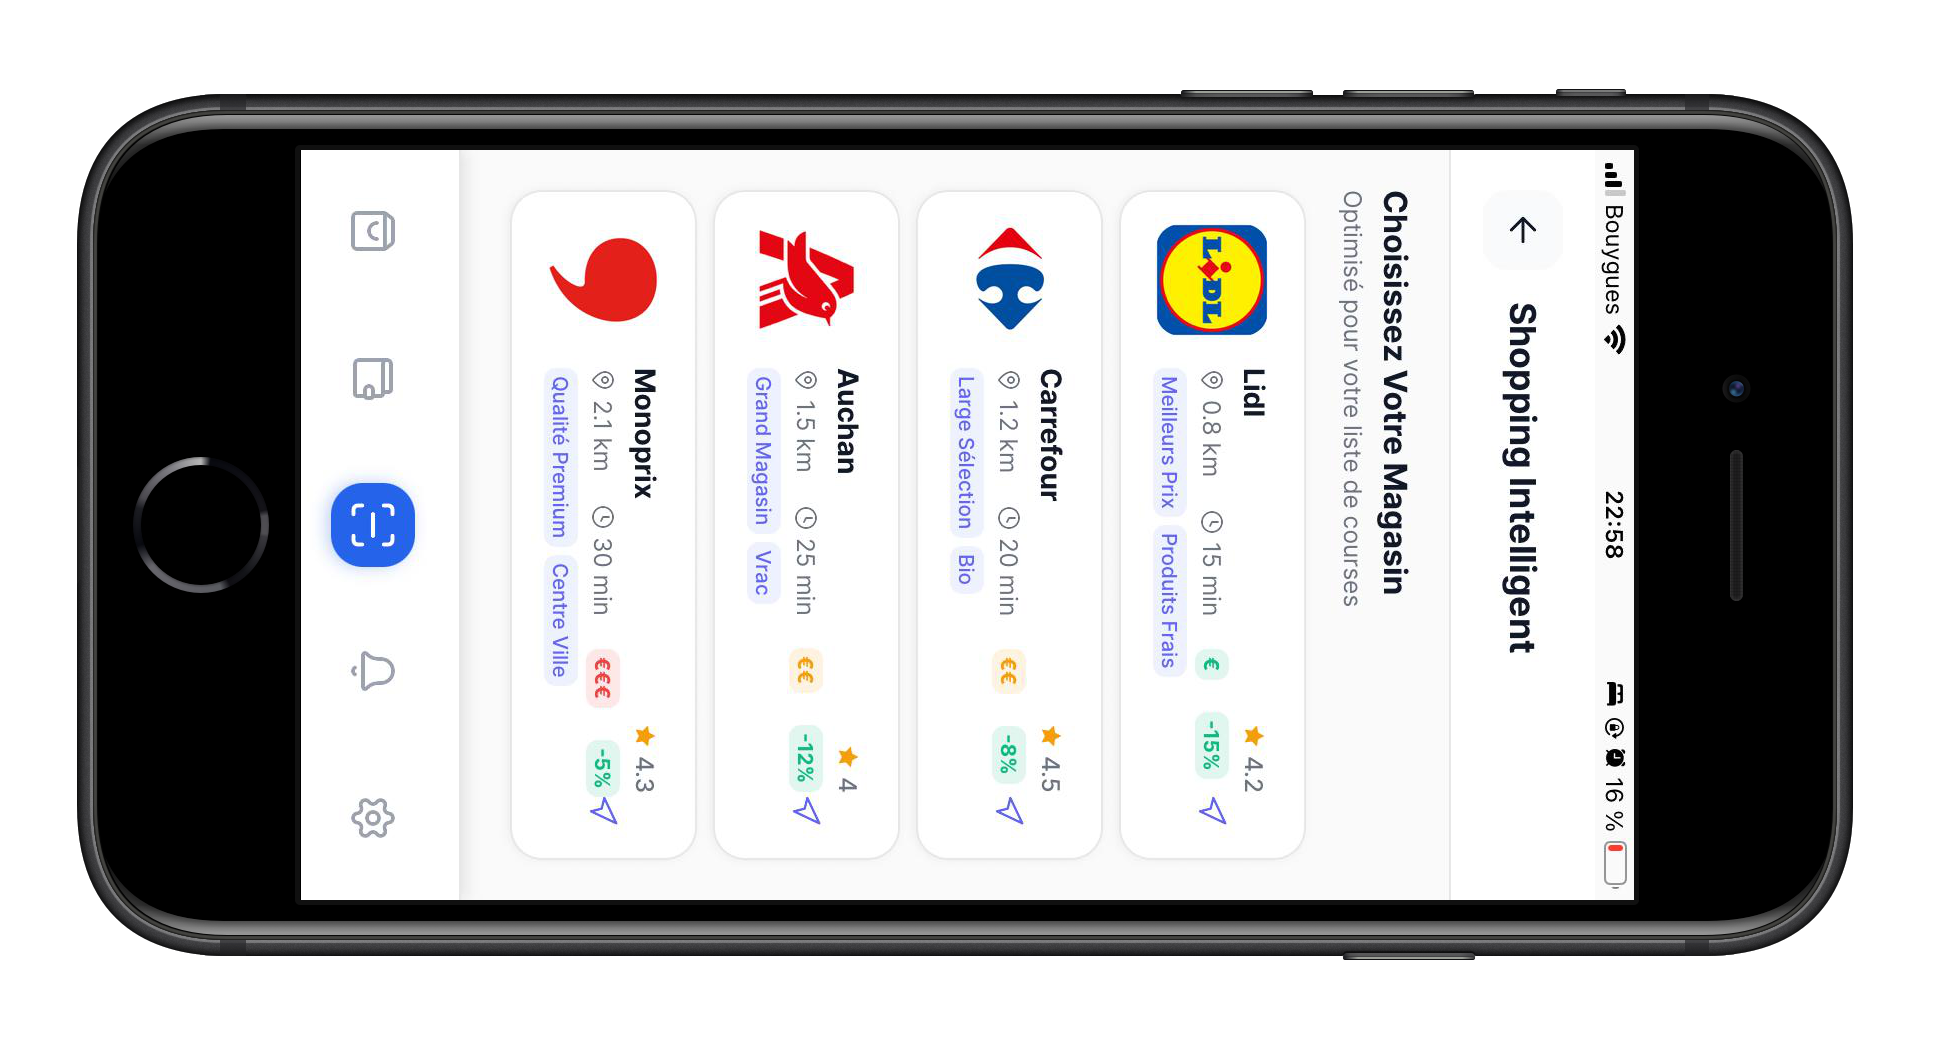 Bouygues 22:58 16 %
Shopping Intelligent
Choisissez Votre Magasin
Optimisé pour votre liste de courses
LIDL
Lidl 4.2
0.8 km 15 min € -15%
Meilleurs Prix Produits Frais
Carrefour 4.5
1.2 km 20 min €€ -8%
Large Sélection Bio
Auchan 4
1.5 km 25 min €€ -12%
Grand Magasin Vrac
Monoprix 4.3
2.1 km 30 min €€€ -5%
Qualité Premium Centre Ville